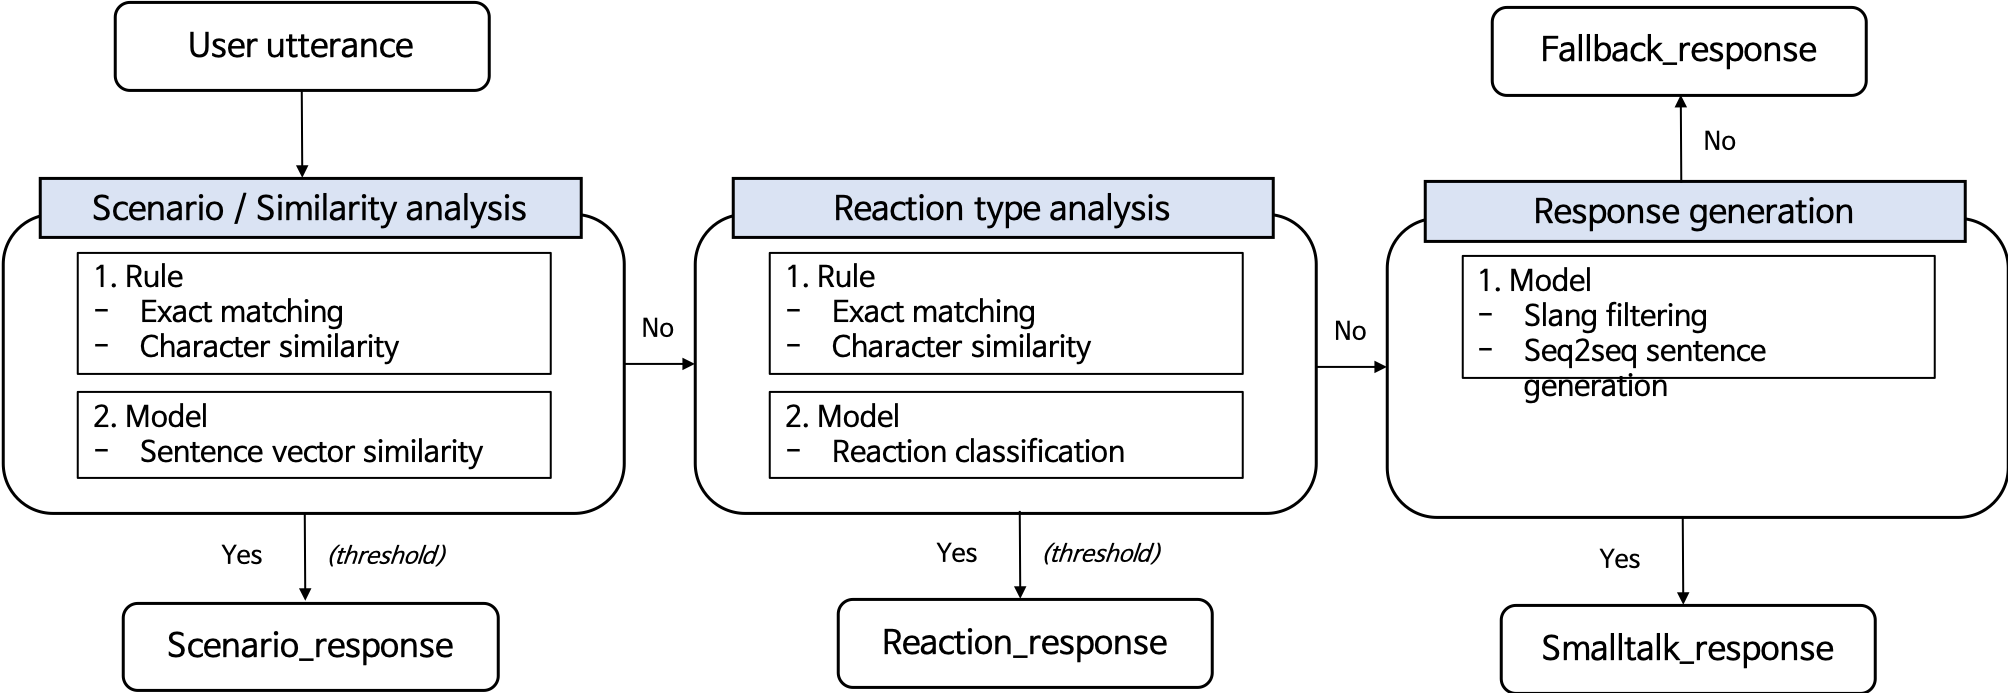 User utterance
Fallback_response
No
Scenario / Similarity analysis
1. Rule
- Exact matching
- Character similarity
2. Model
- Sentence vector similarity
No
Yes (threshold)
Scenario_response
Reaction type analysis
1. Rule
- Exact matching
- Character similarity
2. Model
- Reaction classification
No
Yes (threshold)
Reaction_response
Response generation
1. Model
- Slang filtering
- Seq2seq sentence
generation
Yes
Smalltalk_response